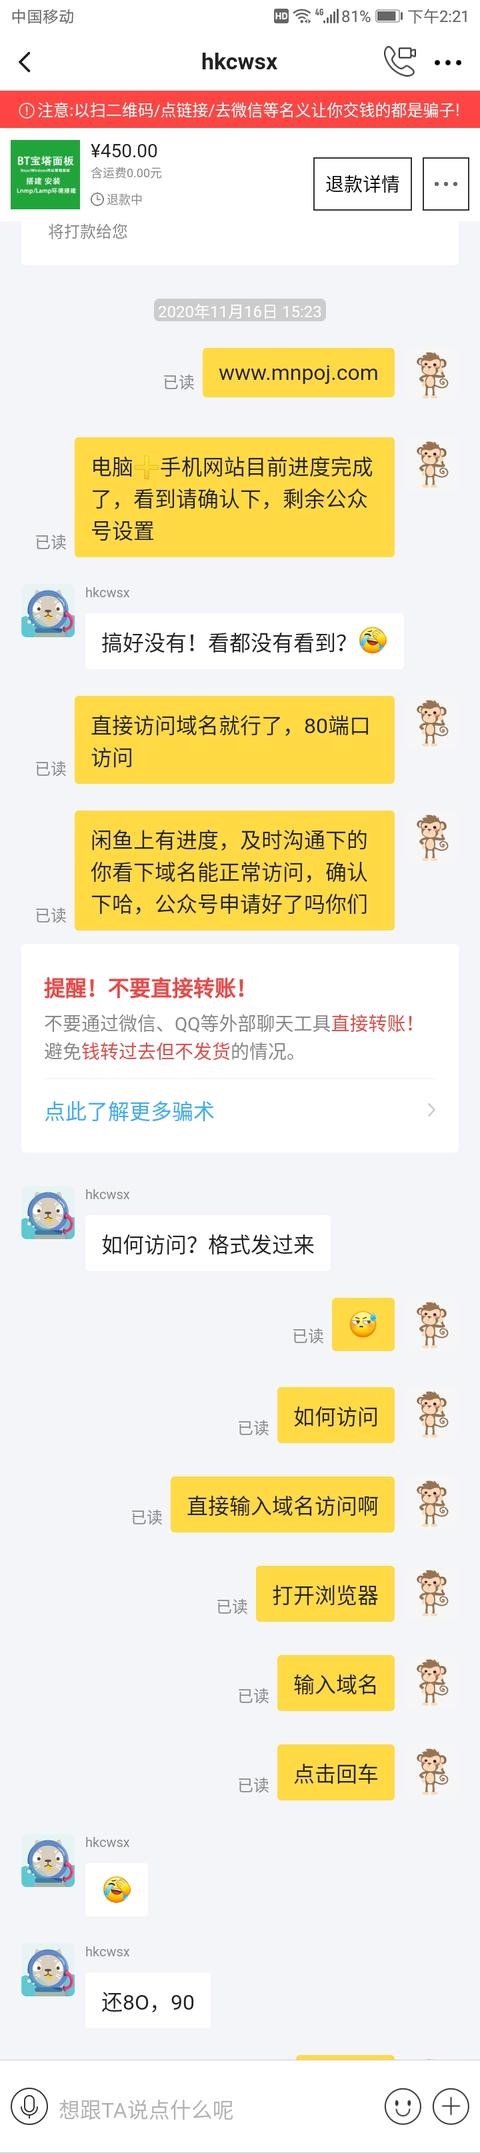 中国移动 HD 4G 81% 下午2:21
hkcwsx
注意:以扫二维码/点链接/去微信等名义让你交钱的都是骗子!
BT宝塔面板
搭建 安装
Lnmp/Lamp环境搭建
¥450.00
含运费0.00元
退款中
退款详情
将打款给您
2020年11月16日 15:23
已读 www.mnpoj.com
电脑➕手机网站目前进度完成
了，看到请确认下，剩余公众
已读 号设置
hkcwsx
搞好没有！看都没有看到？😂
直接访问域名就行了，80端口
已读 访问
闲鱼上有进度，及时沟通下的
你看下域名能正常访问，确认
已读 下哈，公众号申请好了吗你们
提醒！不要直接转账！
不要通过微信、QQ等外部聊天工具直接转账！
避免钱转过去但不发货的情况。
点此了解更多骗术
hkcwsx
如何访问？格式发过来
已读
已读 如何访问
已读 直接输入域名访问啊
已读 打开浏览器
已读 输入域名
已读 点击回车
hkcwsx
hkcwsx
还8O，90
想跟TA说点什么呢